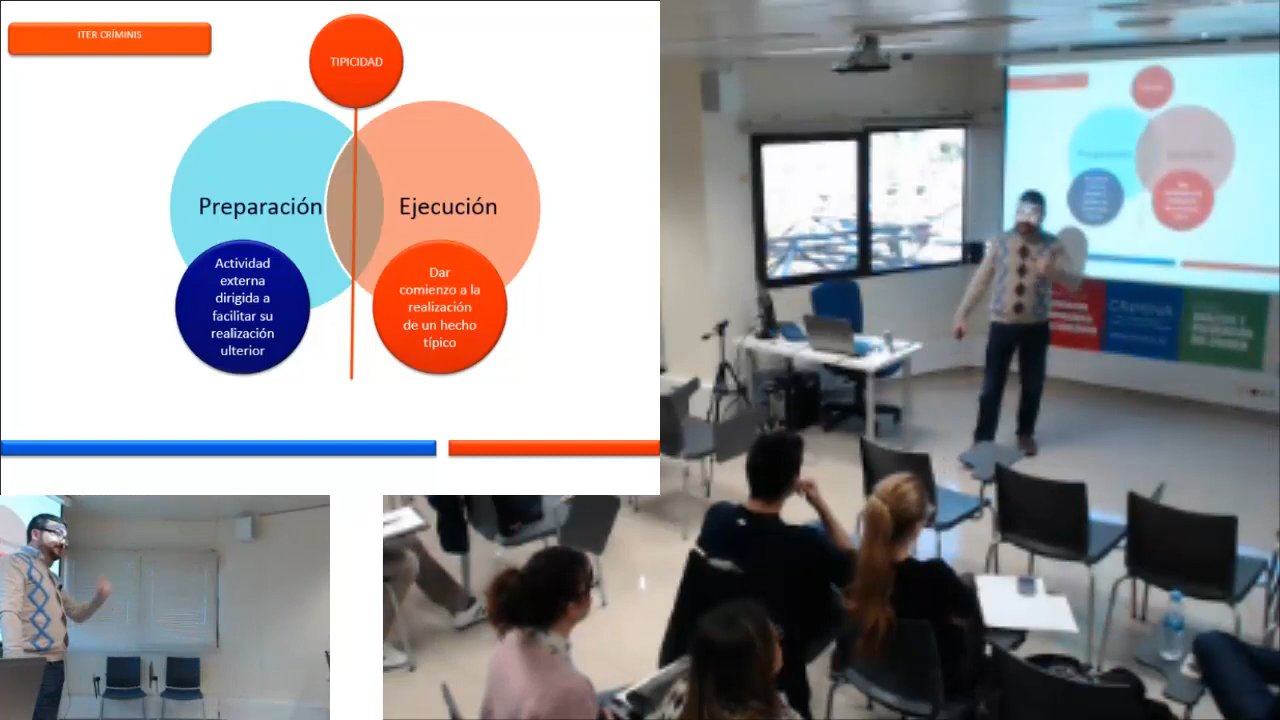 ITER CRÍMINIS
TIPICIDAD
Preparación
Ejecución
Actividad
externa
dirigida a
facilitar su
realización
ulterior
Dar
comienzo a la
realización
de un hecho
típico